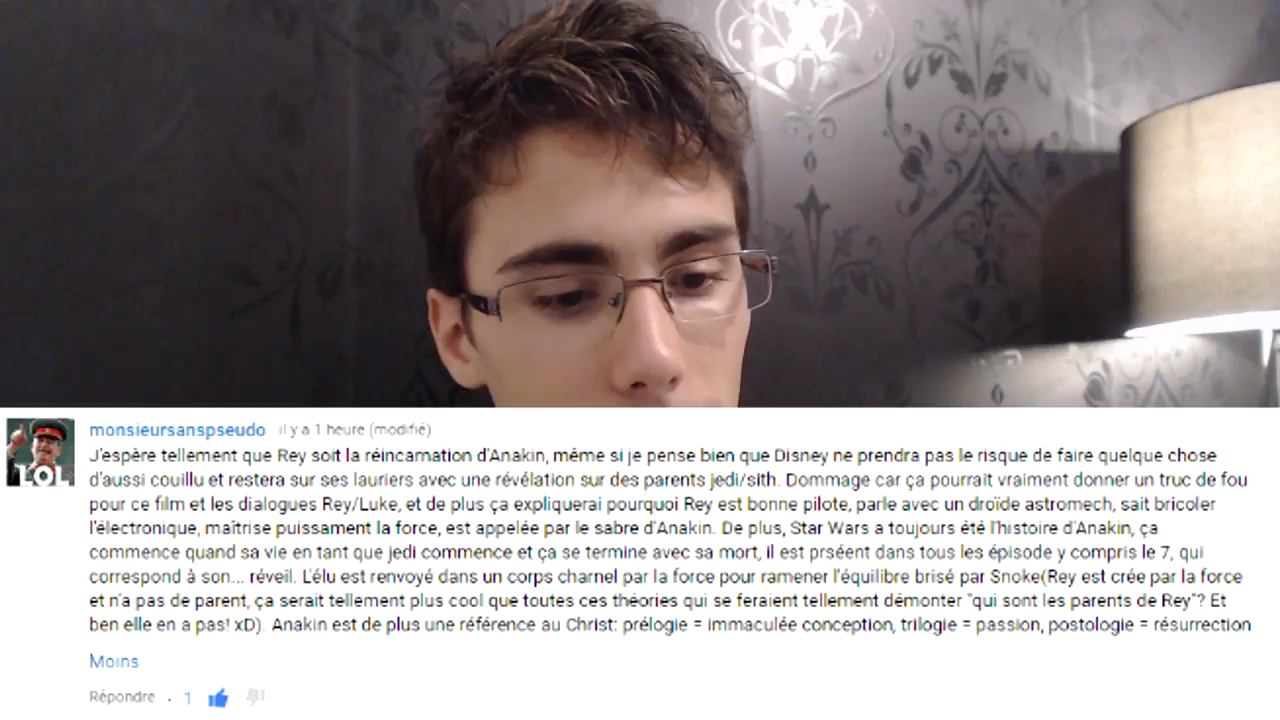 monsieursanspseudo il y a 1 heure (modifié)
J'espère tellement que Rey soit la réincarnation d'Anakin, même si je pense bien que Disney ne prendra pas le risque de faire quelque chose
d'aussi couillu et restera sur ses lauriers avec une révélation sur des parents jedi/sith. Dommage car ça pourrait vraiment donner un truc de fou
pour ce film et les dialogues Rey/Luke, et de plus ça expliquerai pourquoi Rey est bonne pilote, parle avec un droïde astromech, sait bricoler
l'électronique, maîtrise puissament la force, est appelée par le sabre d'Anakin. De plus, Star Wars a toujours été l'histoire d'Anakin, ça
commence quand sa vie en tant que jedi commence et ça se termine avec sa mort, il est prséent dans tous les épisode y compris le 7, qui
correspond à son... réveil. L'élu est renvoyé dans un corps charnel par la force pour ramener l'équilibre brisé par Snoke(Rey est crée par la force
et n'a pas de parent, ça serait tellement plus cool que toutes ces théories qui se feraient tellement démonter "qui sont les parents de Rey"? Et
ben elle en a pas! xD). Anakin est de plus une référence au Christ: prélogie = immaculée conception, trilogie = passion, postologie = résurrection
LOL
Moins
Répondre . 1